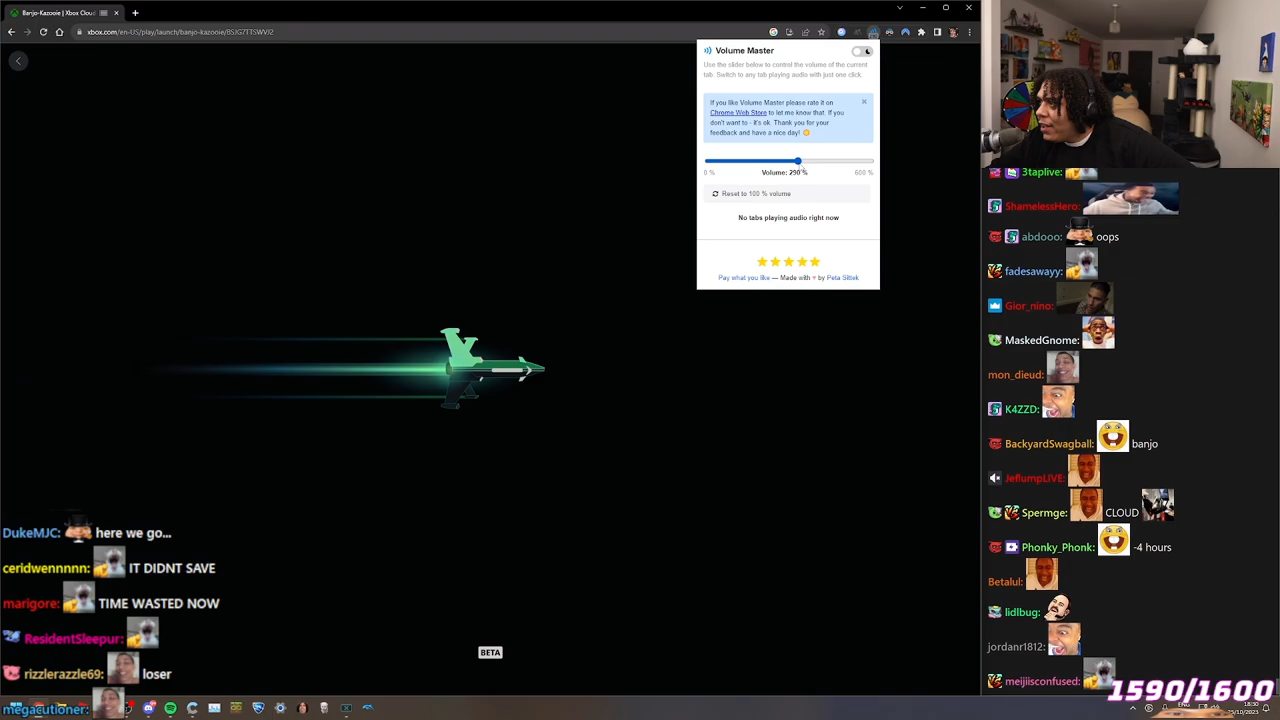 Banjo-Kazooie | Xbox Cloud
xbox.com/en-US/play/launch/banjo-kazooie/BSJG7T1SWVI2
Volume Master
Use the slider below to control the volume of the current
tab. Switch to any tab playing audio with just one click.
If you like Volume Master please rate it on
Chrome Web Store to let me know that. If you
don't want to - it's ok. Thank you for your
feedback and have a nice day!
0 % Volume: 290 % 600 %
Reset to 100 % volume
No tabs playing audio right now
Pay what you like — Made with ♥ by Peta Sittek
BETA
DukeMJC: here we go...
ceridwennnnn: IT DIDNT SAVE
marigore: TIME WASTED NOW
ResidentSleepur:
rizzlerazzle69: loser
megacutioner:
3taplive:
ShamelessHero:
abdooo: oops
fadesawayy:
Gior_nino:
MaskedGnome:
mon_dieud:
K4ZZD:
BackyardSwagball: banjo
JeflumpLIVE:
Spermge: CLOUD
Phonky_Phonk: -4 hours
Betalul:
lidlbug:
jordanr1812:
meijiisconfused:
1590/1600
ENG
18:30